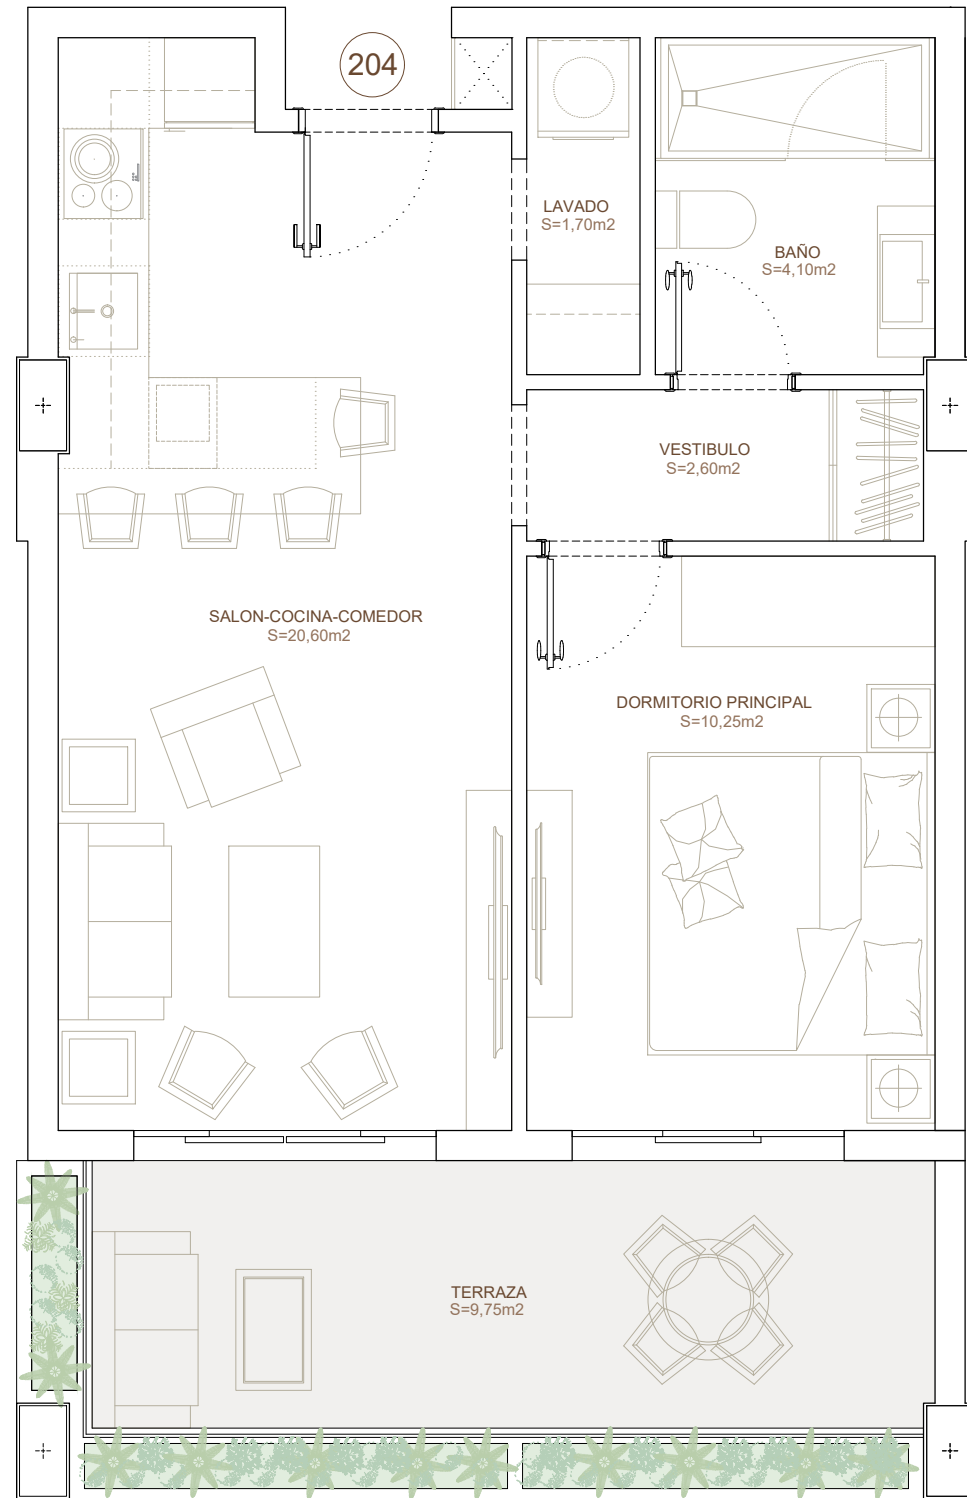 204
LAVADO
S=1,70m2
BAÑO
S=4,10m2
VESTIBULO
S=2,60m2
SALON-COCINA-COMEDOR
S=20,60m2
DORMITORIO PRINCIPAL
S=10,25m2
TERRAZA
S=9,75m2